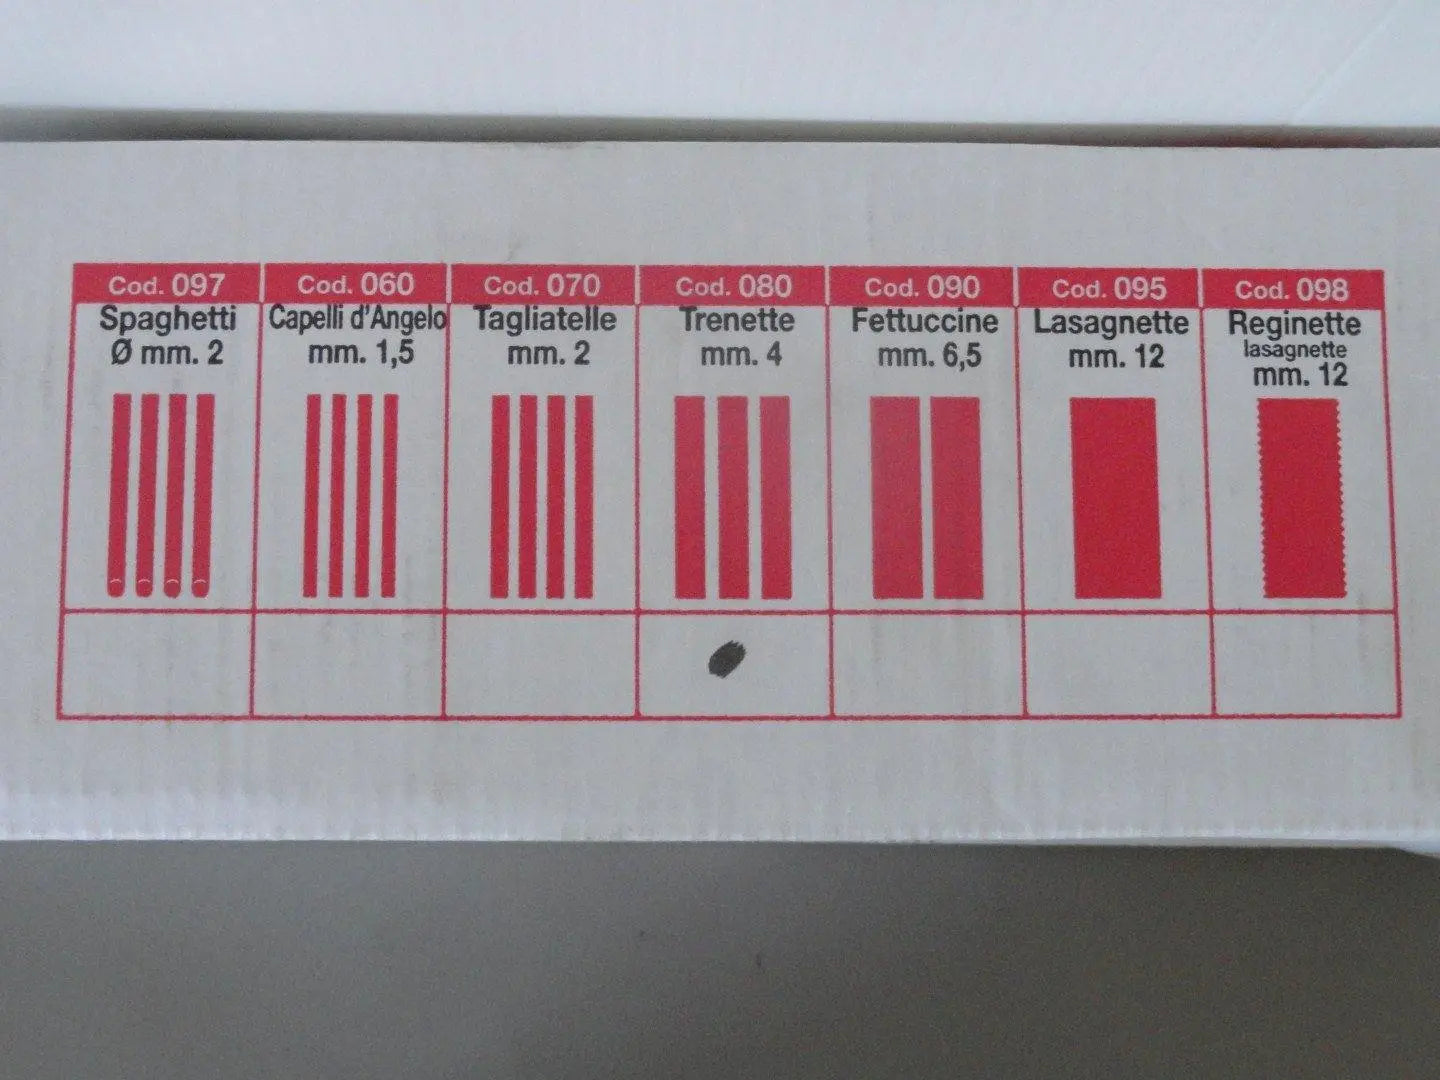 Cod. 097
Spaghetti
Ø mm. 2
Cod. 060
Capelli d'Angelo
mm. 1,5
Cod. 070
Tagliatelle
mm. 2
Cod. 080
Trenette
mm. 4
Cod. 090
Fettuccine
mm. 6,5
Cod. 095
Lasagnette
mm. 12
Cod. 098
Reginette
lasagnette
mm. 12